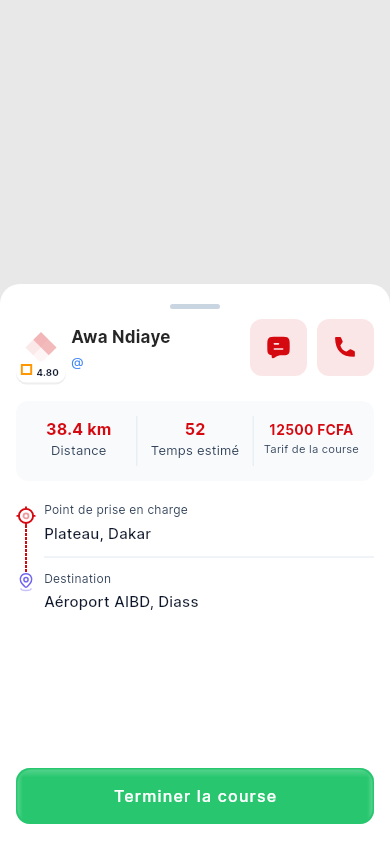 Awa Ndiaye
@
4.80
38.4 km
Distance
52
Temps estimé
12500 FCFA
Tarif de la course
Point de prise en charge
Plateau, Dakar
Destination
Aéroport AIBD, Diass
Terminer la course